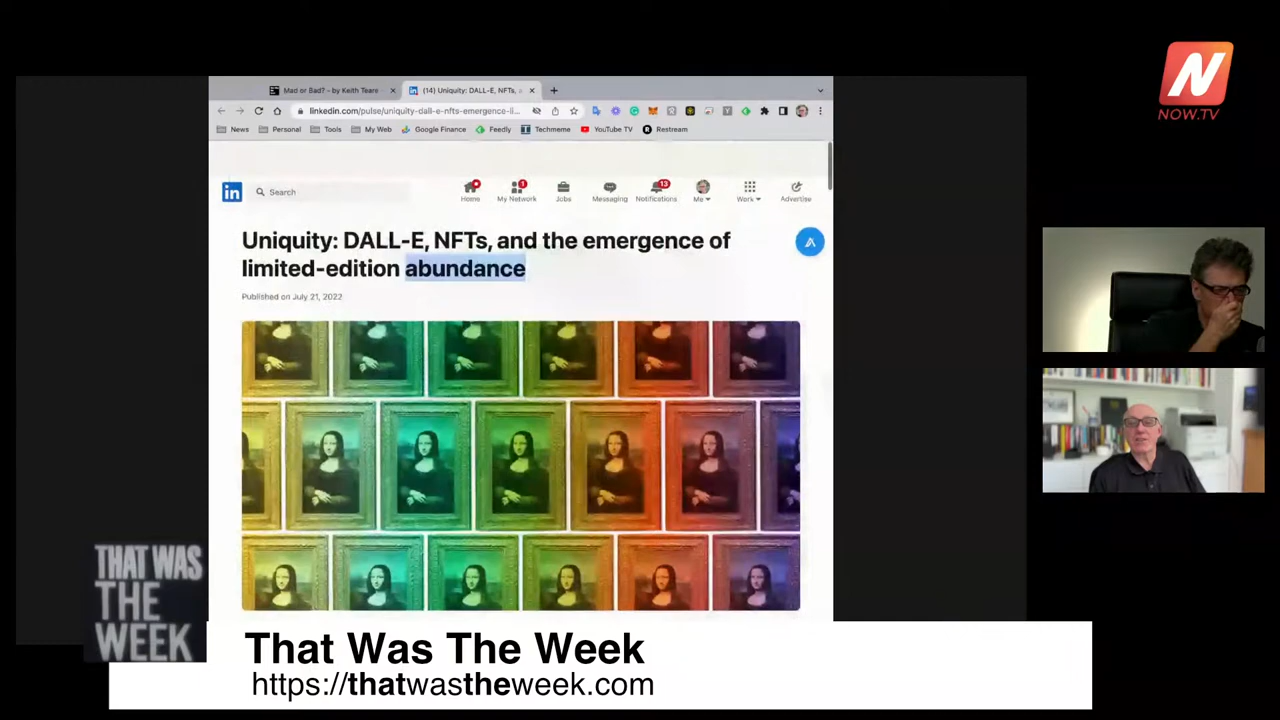 NOW.TV
Mad or Bad? - by Keith Teare
(14) Uniquity: DALL-E, NFTs, a
linkedin.com/pulse/uniquity-dall-e-nfts-emergence-li...
News
Personal
Tools
My Web
Google Finance
Feedly
Techmeme
YouTube TV
Restream
in
Search
Home
1
My Network
Jobs
Messaging
13
Notifications
Me
Work
Advertise
Uniquity: DALL-E, NFTs, and the emergence of
limited-edition abundance
Published on July 21, 2022
THAT WAS
THE
WEEK
That Was The Week
https://thatwastheweek.com